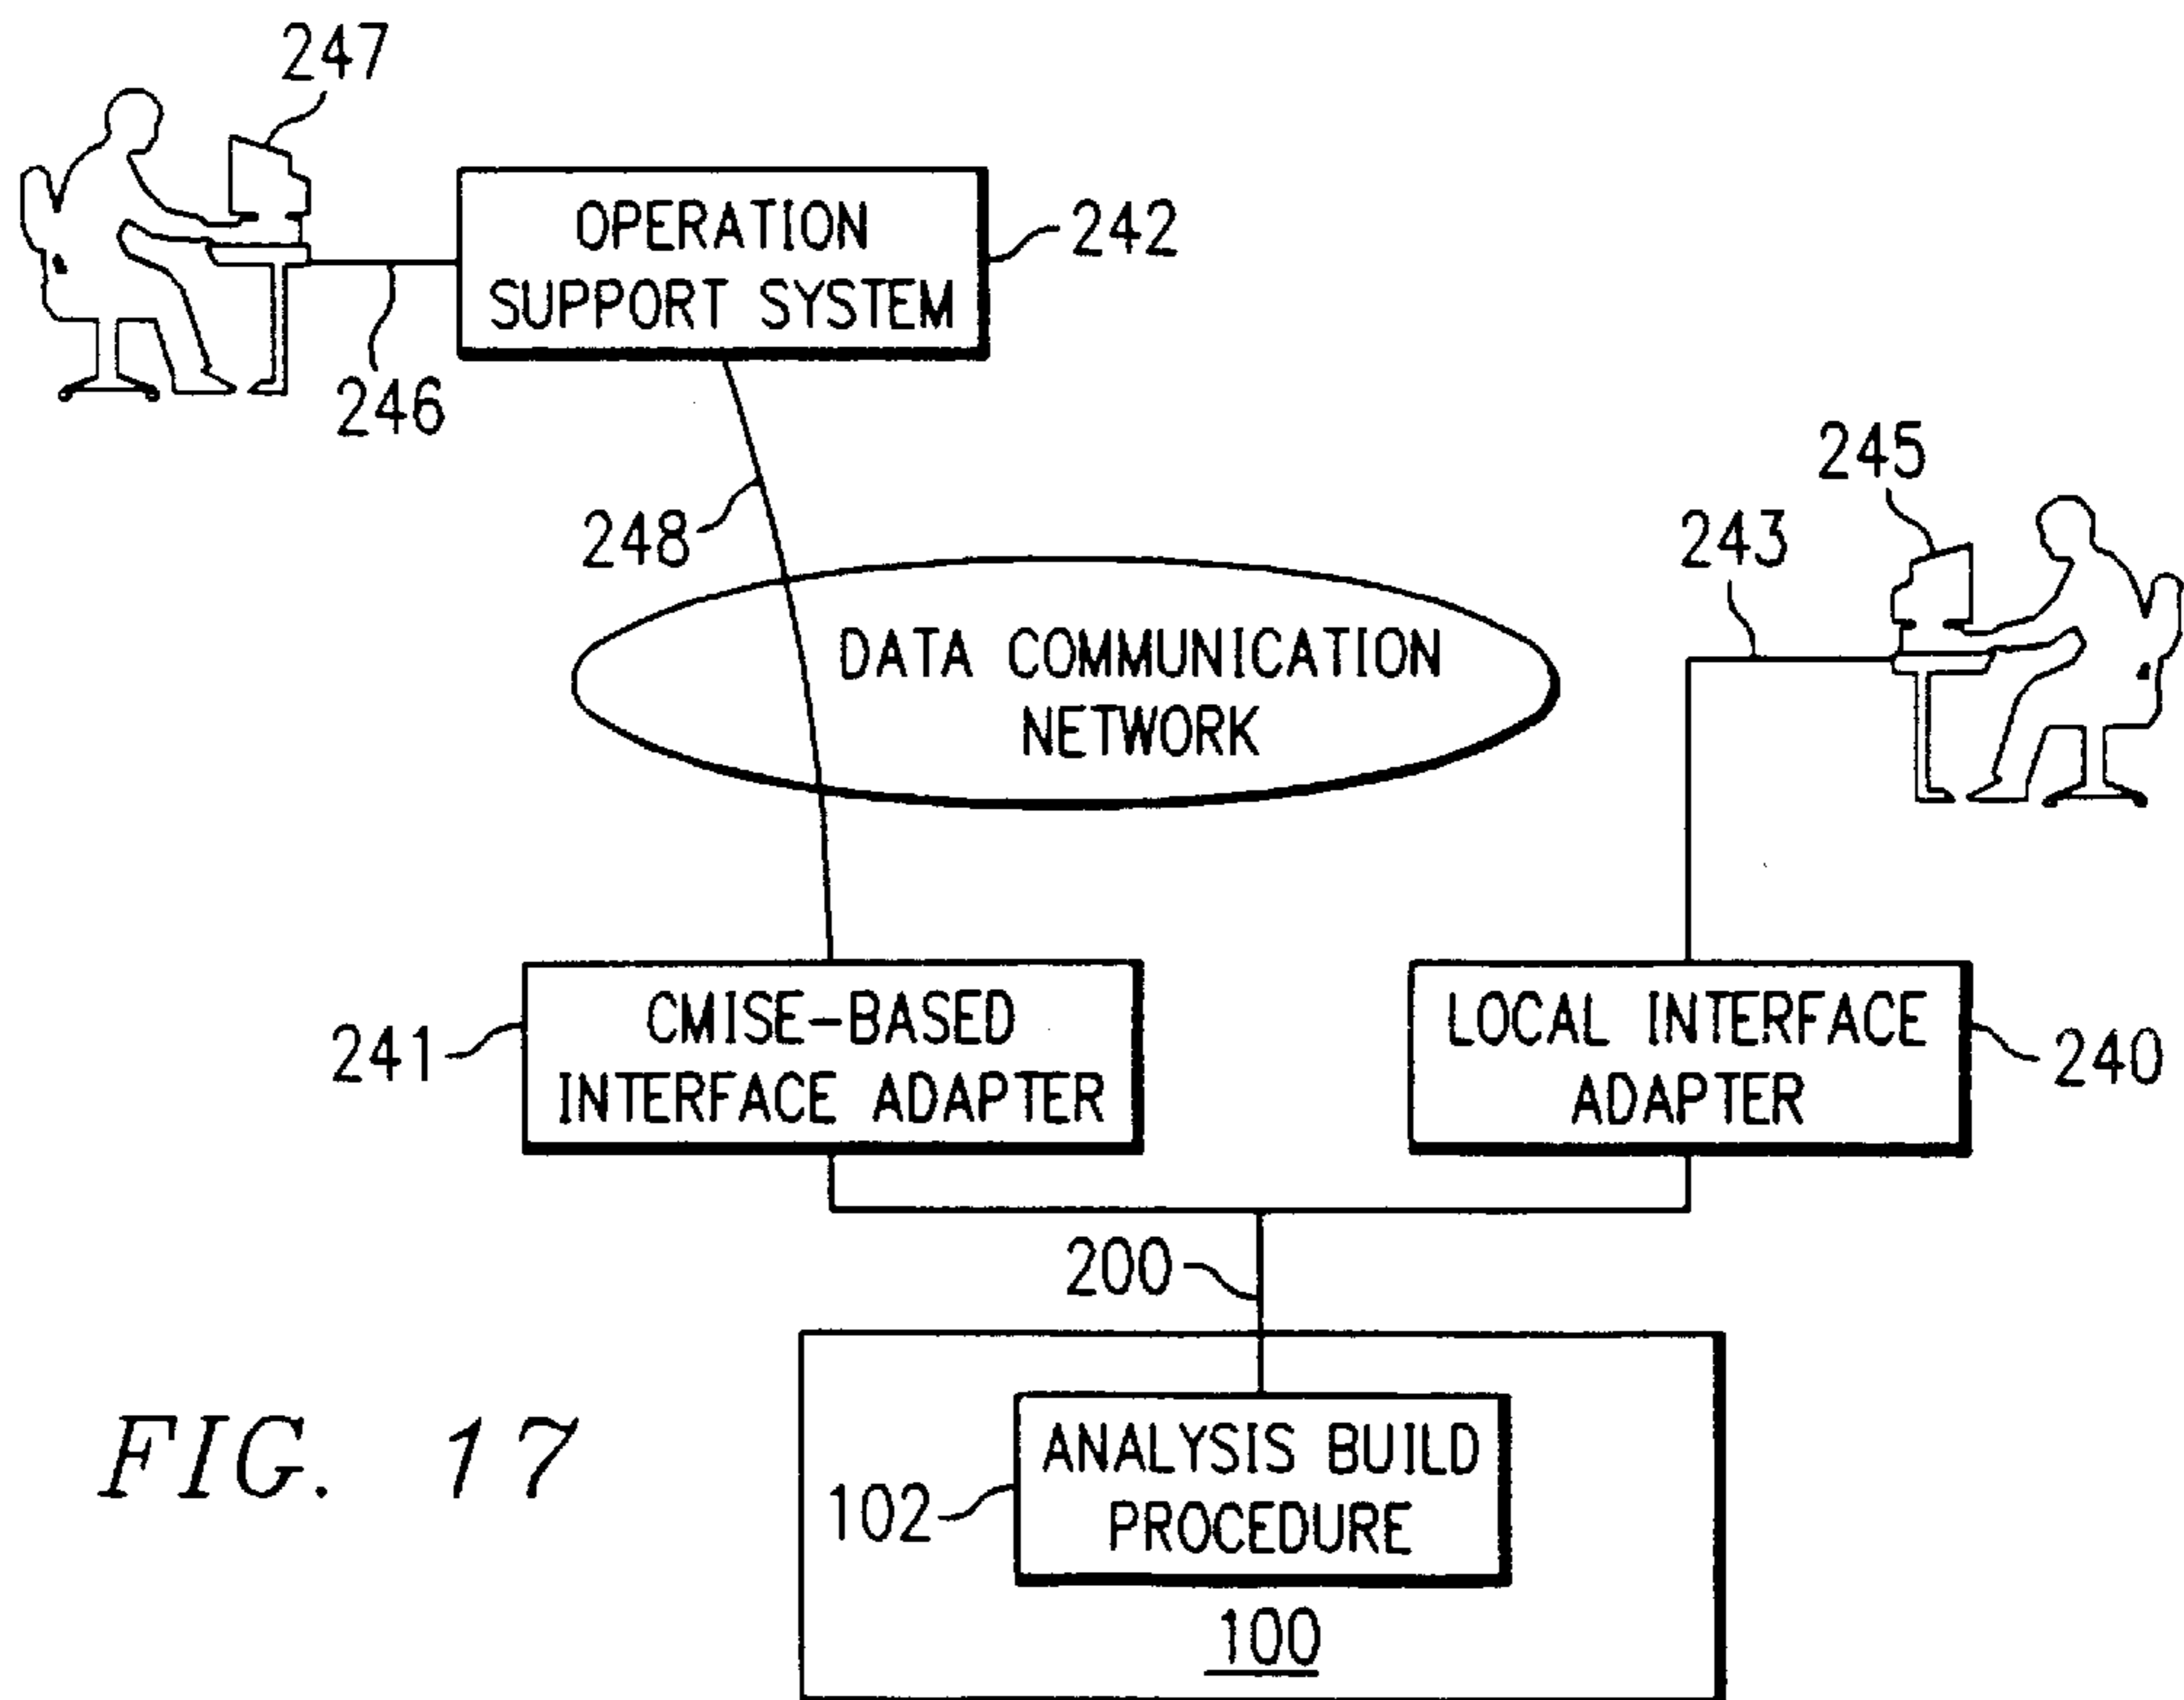 247
OPERATION
SUPPORT SYSTEM
242
246
248
245
243
DATA COMMUNICATION
NETWORK
241
CMISE-BASED
INTERFACE ADAPTER
LOCAL INTERFACE
ADAPTER
240
200
ANALYSIS BUILD
PROCEDURE
102
100
FIG. 17